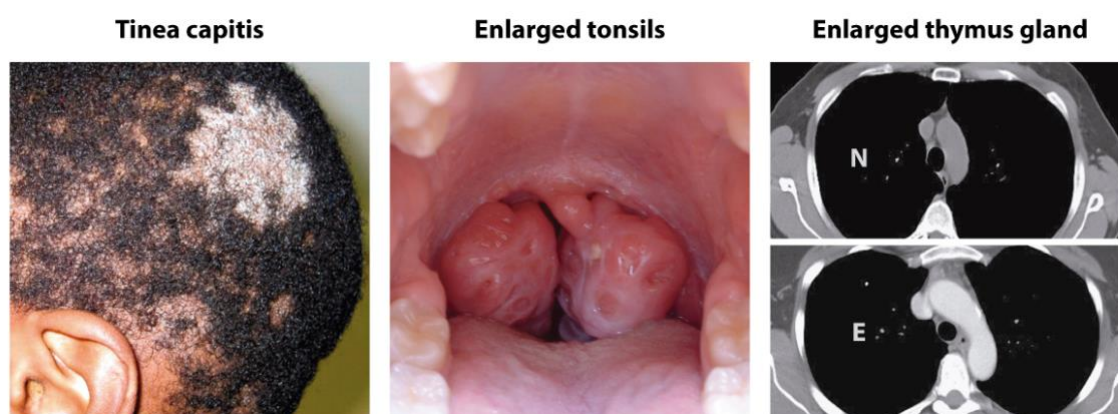 Tinea capitis
Enlarged tonsils
Enlarged thymus gland
N
E